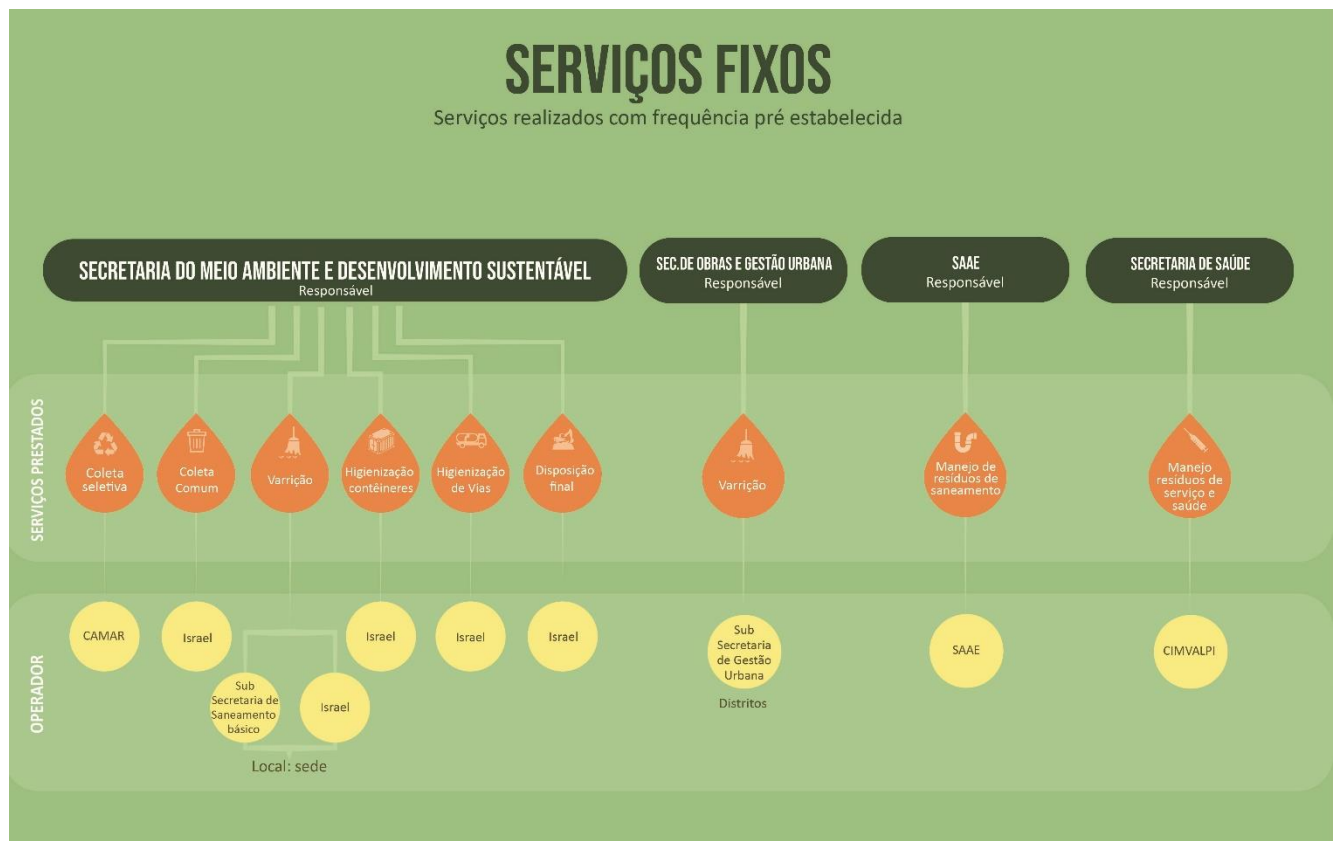 SERVIÇOS FIXOS
Serviços realizados com frequência pré estabelecida
SECRETARIA DO MEIO AMBIENTE E DESENVOLVIMENTO SUSTENTÁVEL
Responsável
SEC.DE OBRAS E GESTÃO URBANA
Responsável
SAAE
Responsável
SECRETARIA DE SAÚDE
Responsável
SERVIÇOS PRESTADOS
Coleta
seletiva
Coleta
Comum
Varrição
Higienização
contêineres
Higienização
de Vias
Disposição
final
Varrição
Manejo de
resíduos de
saneamento
Manejo
resíduos de
serviço e
saúde
OPERADOR
CAMAR
Israel
Sub
Secretaria de
Saneamento
básico
Israel
Local: sede
Israel
Israel
Israel
Sub
Secretaria
de Gestão
Urbana
Distritos
SAAE
CIMVALPI